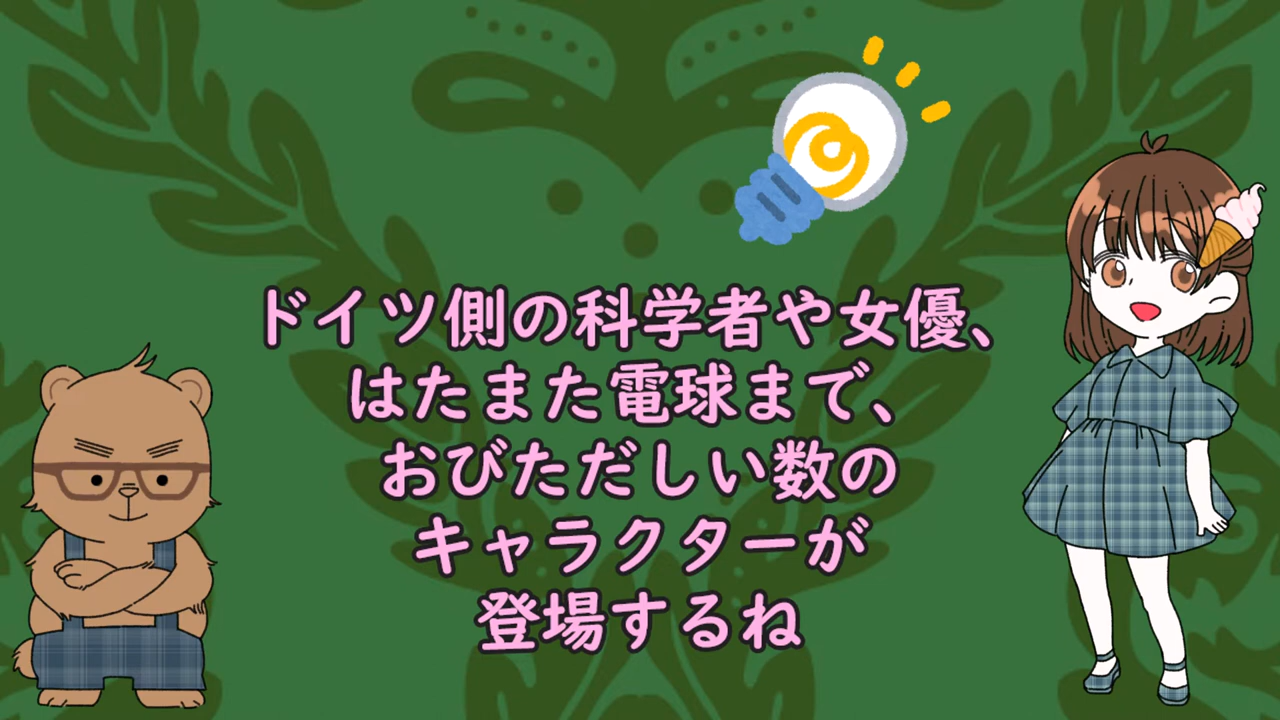 ドイツ側の科学者や女優、
はたまた電球まで、
おびただしい数の
キャラクターが
登場するね